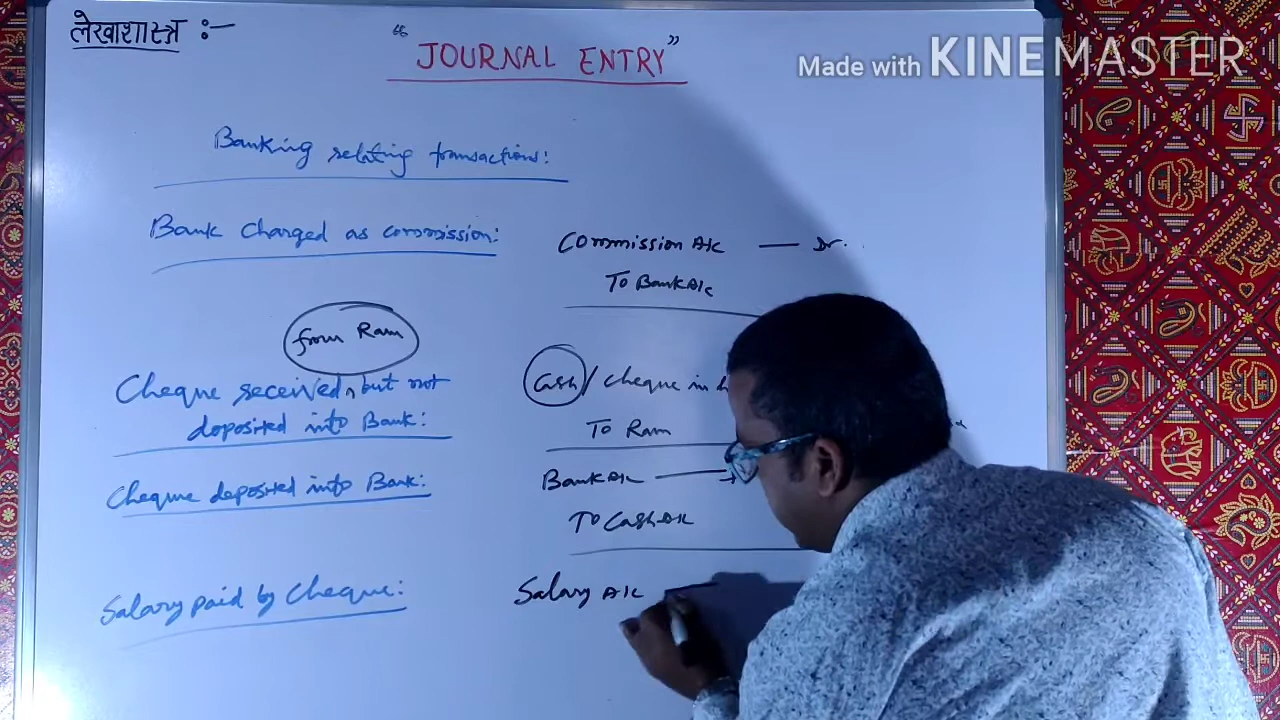 लेखाशास्त्र :-
"JOURNAL ENTRY"
Made with KINEMASTER
Banking relating transactions:
Bank charged as commission:
Commission A/c — Dr.
To Bank A/c
from Ram
Cheque received, but not
deposited into Bank:
Cash / cheque in
To Ram
Cheque deposited into Bank:
Bank A/c —
To Cash A/c
Salary paid by Cheque:
Salary A/c —